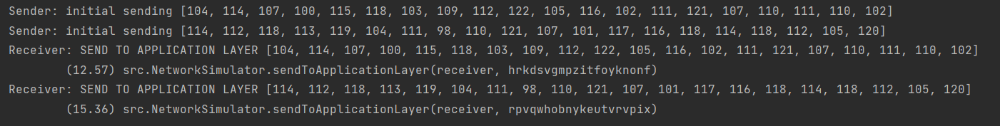 Sender: initial sending [104, 114, 107, 100, 115, 118, 103, 109, 112, 122, 105, 116, 102, 111, 121, 107, 110, 111, 110, 102]
Sender: initial sending [114, 112, 118, 113, 119, 104, 111, 98, 110, 121, 107, 101, 117, 116, 118, 114, 118, 112, 105, 120]
Receiver: SEND TO APPLICATION LAYER [104, 114, 107, 100, 115, 118, 103, 109, 112, 122, 105, 116, 102, 111, 121, 107, 110, 111, 110, 102]
(12.57) src.NetworkSimulator.sendToApplicationLayer(receiver, hrkdsvgmpzitfoyknonf)
Receiver: SEND TO APPLICATION LAYER [114, 112, 118, 113, 119, 104, 111, 98, 110, 121, 107, 101, 117, 116, 118, 114, 118, 112, 105, 120]
(15.36) src.NetworkSimulator.sendToApplicationLayer(receiver, rpvqwhobnykeutvrvpix)